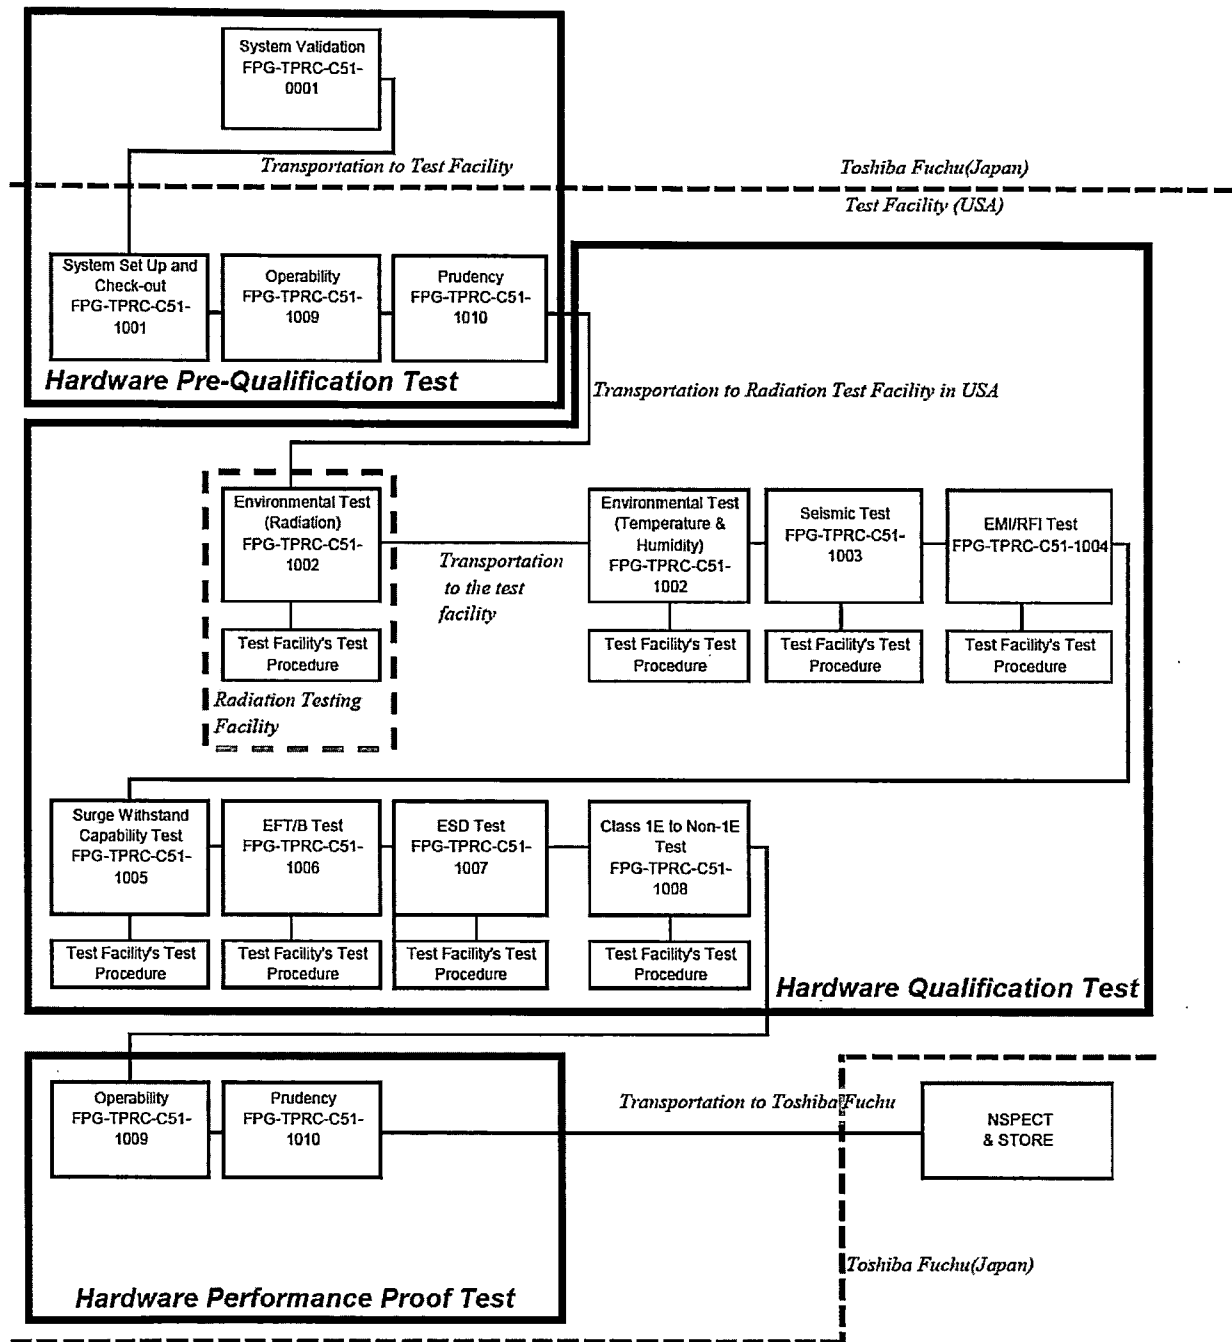 System Validation
FPG-TPRC-C51-
0001
Transportation to Test Facility
Toshiba Fuchu(Japan)
Test Facility (USA)
System Set Up and
Check-out
FPG-TPRC-C51-
1001
Operability
FPG-TPRC-C51-
1009
Prudency
FPG-TPRC-C51-
1010
Hardware Pre-Qualification Test
Transportation to Radiation Test Facility in USA
Environmental Test
(Radiation)
FPG-TPRC-C51-
1002
Transportation
to the test
facility
Environmental Test
(Temperature &
Humidity)
FPG-TPRC-C51-
1002
Seismic Test
FPG-TPRC-C51-
1003
EMI/RFI Test
FPG-TPRC-C51-1004
Test Facility's Test
Procedure
Test Facility's Test
Procedure
Test Facility's Test
Procedure
Test Facility's Test
Procedure
Radiation Testing
Facility
Surge Withstand
Capability Test
FPG-TPRC-C51-
1005
EFT/B Test
FPG-TPRC-C51-
1006
ESD Test
FPG-TPRC-C51-
1007
Class 1E to Non-1E
Test
FPG-TPRC-C51-
1008
Test Facility's Test
Procedure
Test Facility's Test
Procedure
Test Facility's Test
Procedure
Test Facility's Test
Procedure
Hardware Qualification Test
Operability
FPG-TPRC-C51-
1009
Prudency
FPG-TPRC-C51-
1010
Transportation to Toshiba Fuchu
NSPECT
& STORE
Toshiba Fuchu(Japan)
Hardware Performance Proof Test